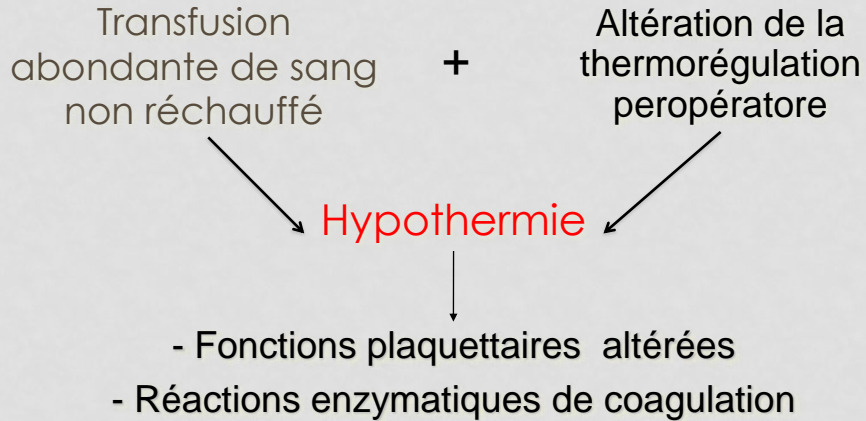 Transfusion
abondante de sang
non réchauffé
+
Altération de la
thermorégulation
peropératore
Hypothermie
- Fonctions plaquettaires altérées
- Réactions enzymatiques de coagulation